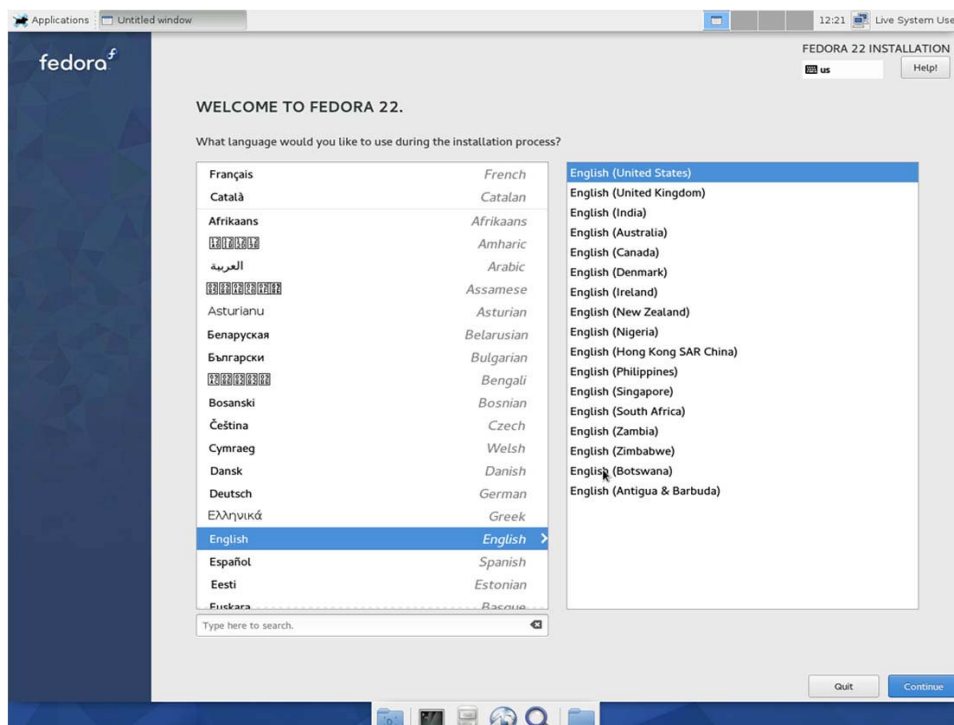 Applications Untitled window 12:21 Live System Use
fedora
FEDORA 22 INSTALLATION
us Help!
WELCOME TO FEDORA 22.
What language would you like to use during the installation process?
Français French
Català Catalan
Afrikaans Afrikaans
Amharic
العربية Arabic
Assamese
Asturianu Asturian
Беларуская Belarusian
Български Bulgarian
Bengali
Bosanski Bosnian
Čeština Czech
Cymraeg Welsh
Dansk Danish
Deutsch German
Ελληνικά Greek
English English
Español Spanish
Eesti Estonian
Euskara Basque
Type here to search.
English (United States)
English (United Kingdom)
English (India)
English (Australia)
English (Canada)
English (Denmark)
English (Ireland)
English (New Zealand)
English (Nigeria)
English (Hong Kong SAR China)
English (Philippines)
English (Singapore)
English (South Africa)
English (Zambia)
English (Zimbabwe)
English (Botswana)
English (Antigua & Barbuda)
Quit Continue